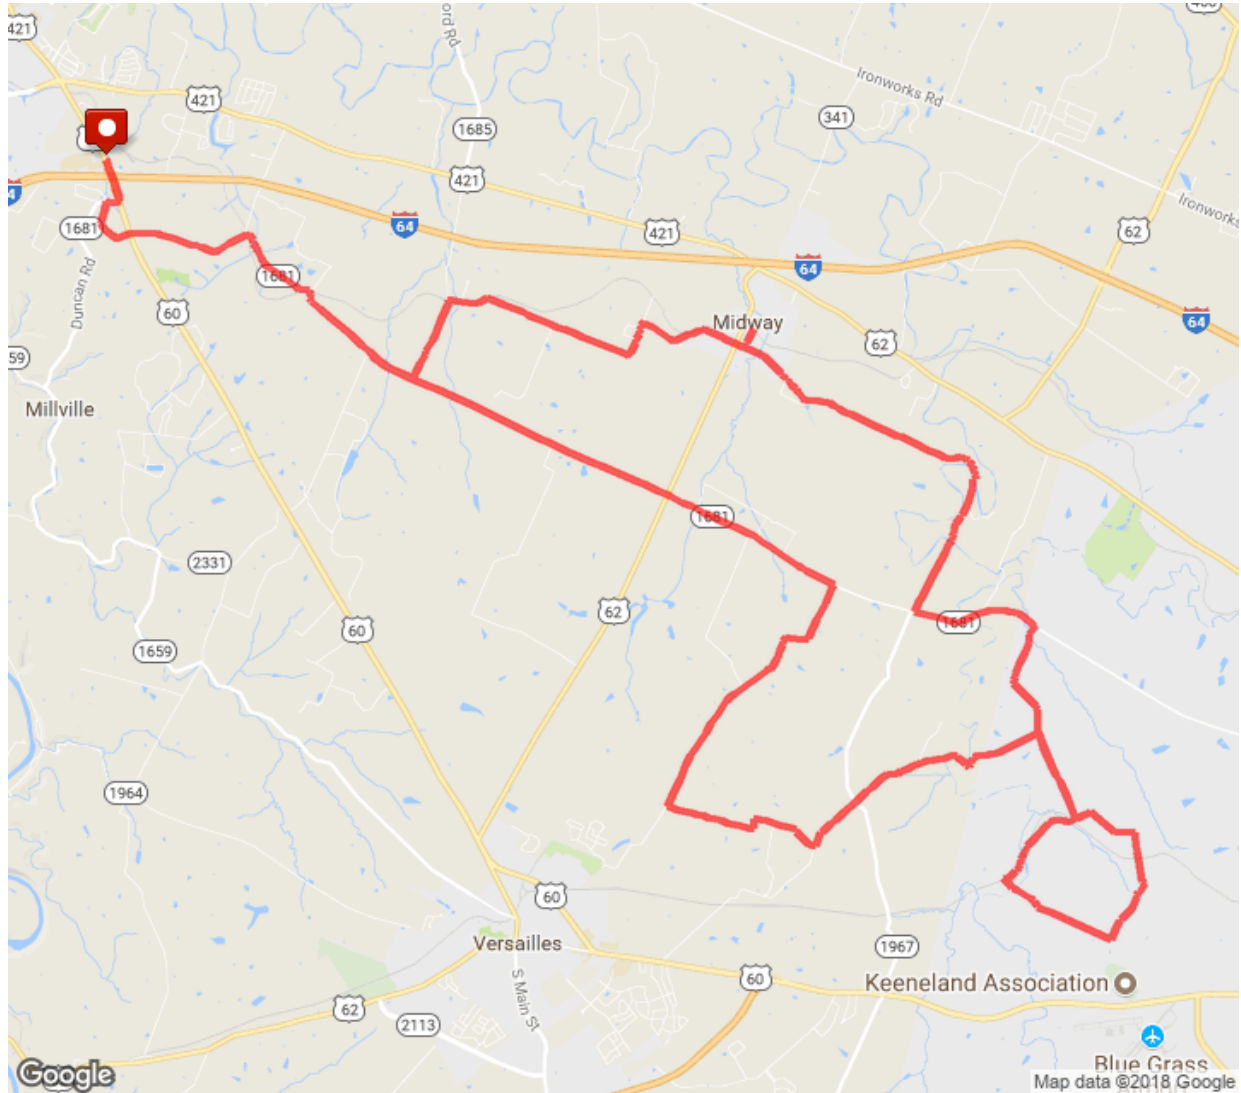 421
ord Rd
Ironworks Rd
421
341
1685
421
Ironworks
64
1681
421
62
64
1681
Duncan Rd
60
Midway
64
62
59
Millville
1681
2331
62
1681
60
1659
1964
60
Versailles
1967
S Main St
60
Keeneland Association
62
2113
Blue Grass
Google
Map data ©2018 Google